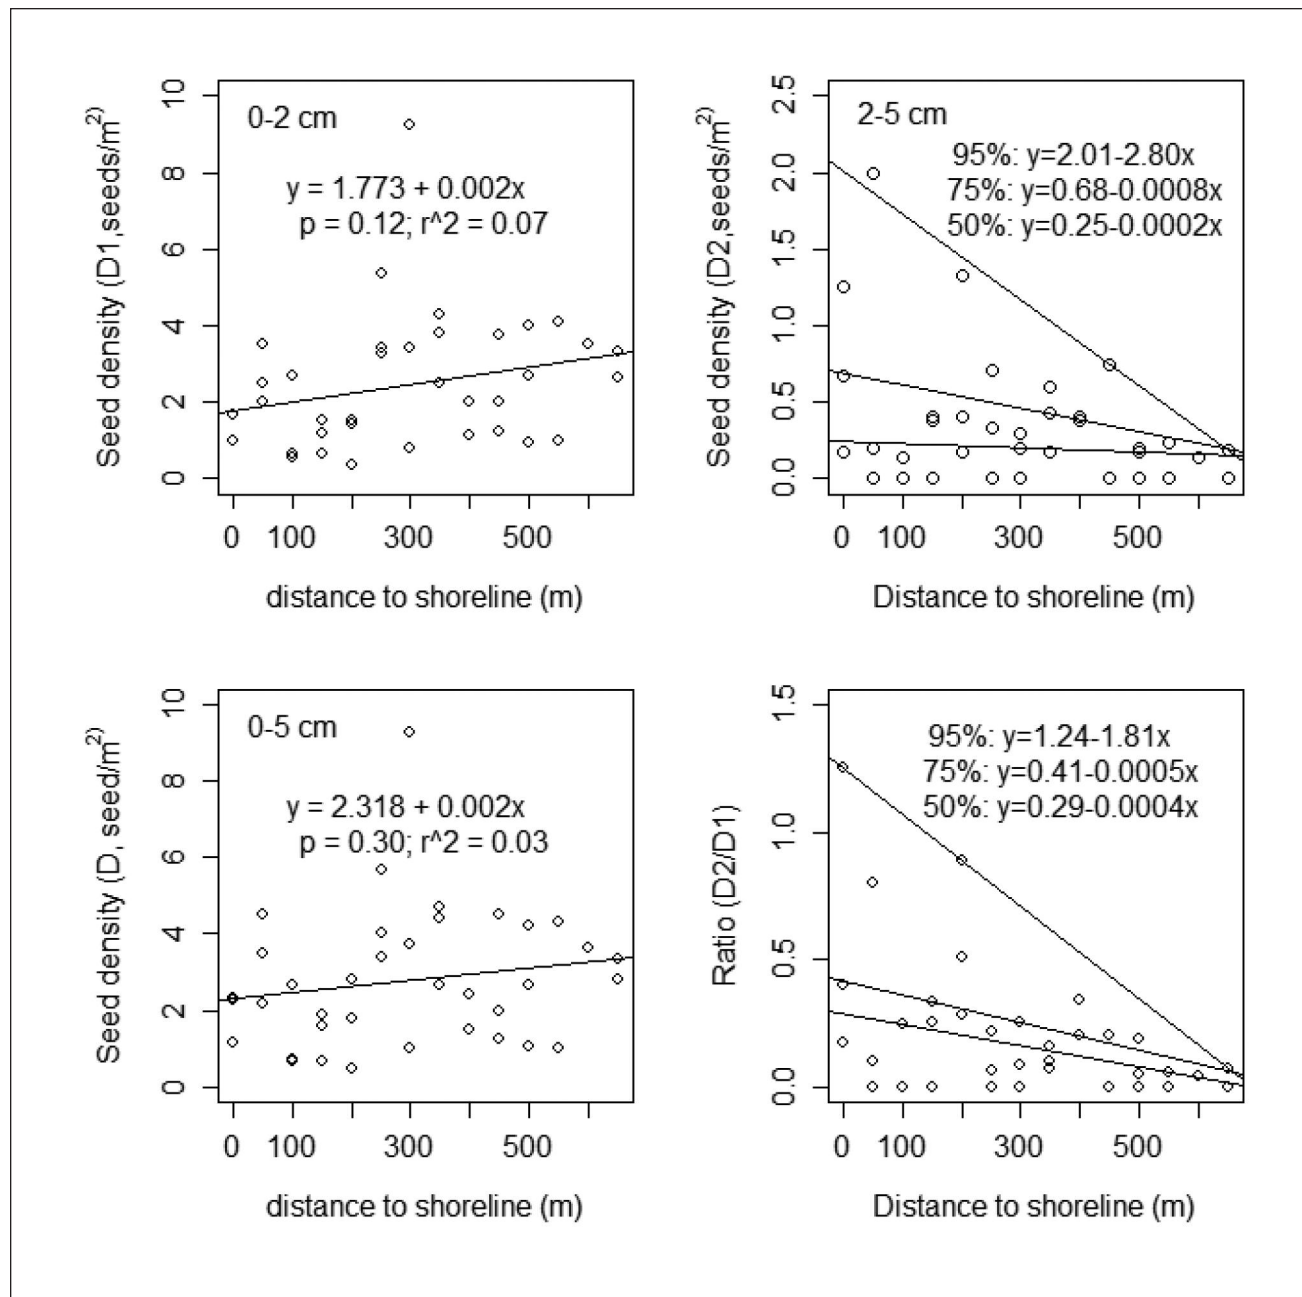 0-2 cm
y = 1.773 + 0.002x
p = 0.12; r^2 = 0.07
Seed density (D1,seeds/m²)
0 2 4 6 8 10
0 100 300 500
distance to shoreline (m)
2-5 cm
95%: y=2.01-2.80x
75%: y=0.68-0.0008x
50%: y=0.25-0.0002x
Seed density (D2,seeds/m²)
0.0 0.5 1.0 1.5 2.0 2.5
0 100 300 500
Distance to shoreline (m)
0-5 cm
y = 2.318 + 0.002x
p = 0.30; r^2 = 0.03
Seed density (D, seed/m²)
0 2 4 6 8 10
0 100 300 500
distance to shoreline (m)
95%: y=1.24-1.81x
75%: y=0.41-0.0005x
50%: y=0.29-0.0004x
Ratio (D2/D1)
0.0 0.5 1.0 1.5
0 100 300 500
Distance to shoreline (m)